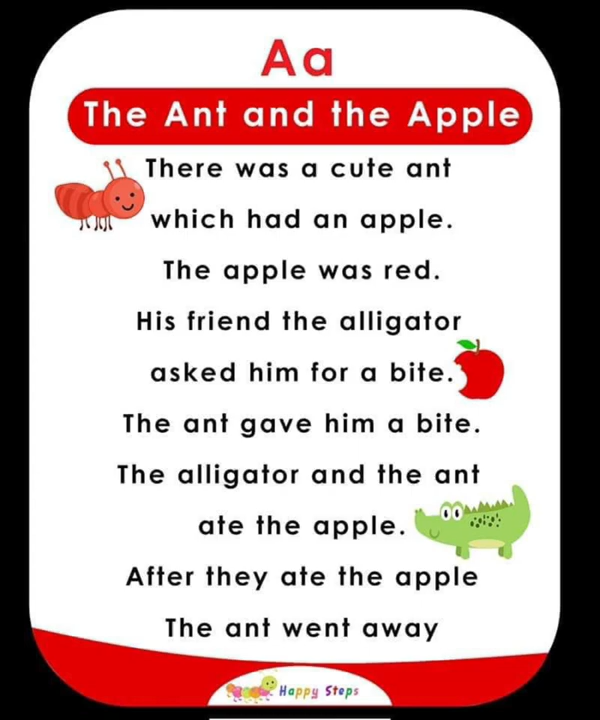 Aa
The Ant and the Apple
There was a cute ant
which had an apple.
The apple was red.
His friend the alligator
asked him for a bite.
The ant gave him a bite.
The alligator and the ant
ate the apple.
After they ate the apple
The ant went away
Happy Steps